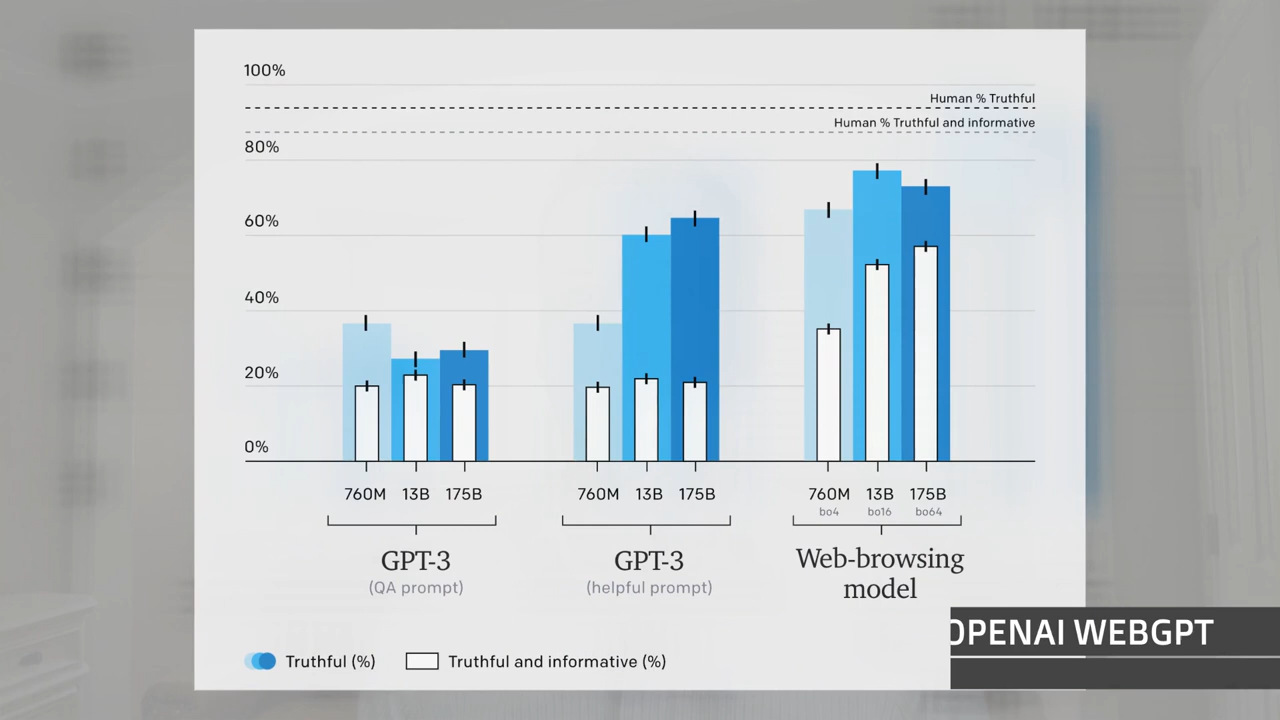 100%
Human % Truthful
Human % Truthful and informative
80%
60%
40%
20%
0%
760M 13B 175B
760M 13B 175B
760M 13B 175B
bo4 bo16 bo64
GPT-3
(QA prompt)
GPT-3
(helpful prompt)
Web-browsing
model
OPENAI WEBGPT
Truthful (%)
Truthful and informative (%)